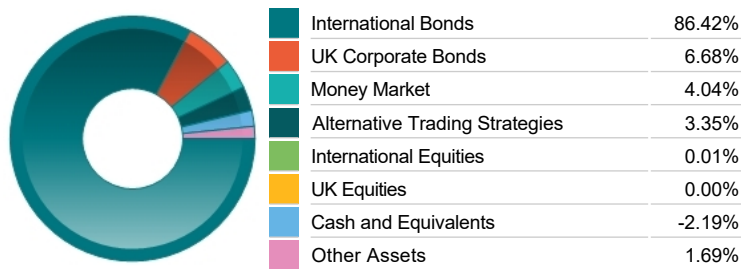 International Bonds 86.42%
UK Corporate Bonds 6.68%
Money Market 4.04%
Alternative Trading Strategies 3.35%
International Equities 0.01%
UK Equities 0.00%
Cash and Equivalents -2.19%
Other Assets 1.69%